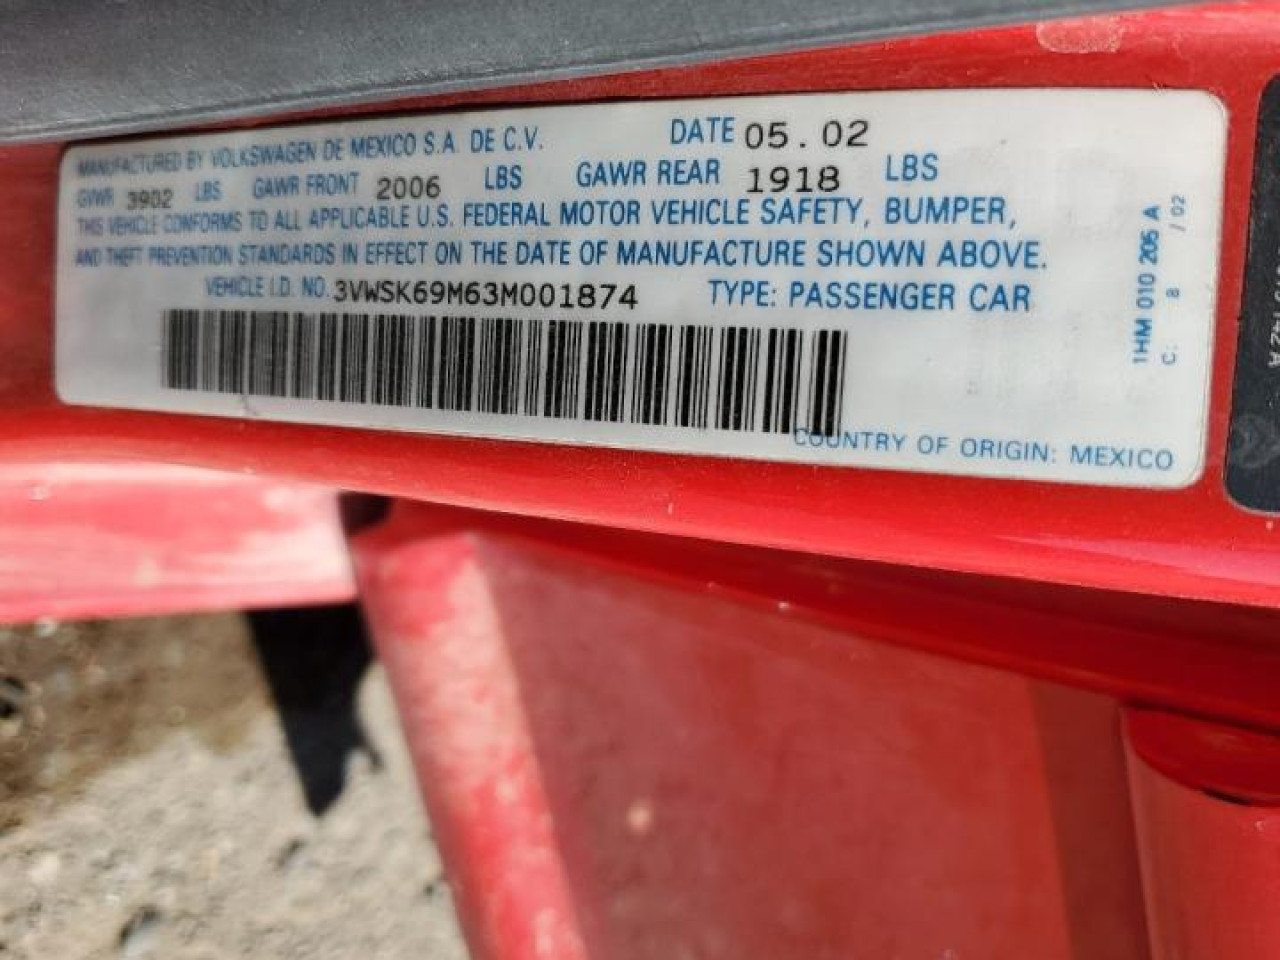 MANUFACTURED BY VOLKSWAGEN DE MEXICO S.A. DE C.V. DATE 05.02
GVWR 3902 LBS GAWR FRONT 2006 LBS GAWR REAR 1918 LBS
THIS VEHICLE CONFORMS TO ALL APPLICABLE U.S. FEDERAL MOTOR VEHICLE SAFETY, BUMPER,
AND THEFT PREVENTION STANDARDS IN EFFECT ON THE DATE OF MANUFACTURE SHOWN ABOVE.
VEHICLE I.D. NO. 3VWSK69M63M001874 TYPE: PASSENGER CAR
COUNTRY OF ORIGIN: MEXICO
1HM 010 205 A
C: 8 / 02